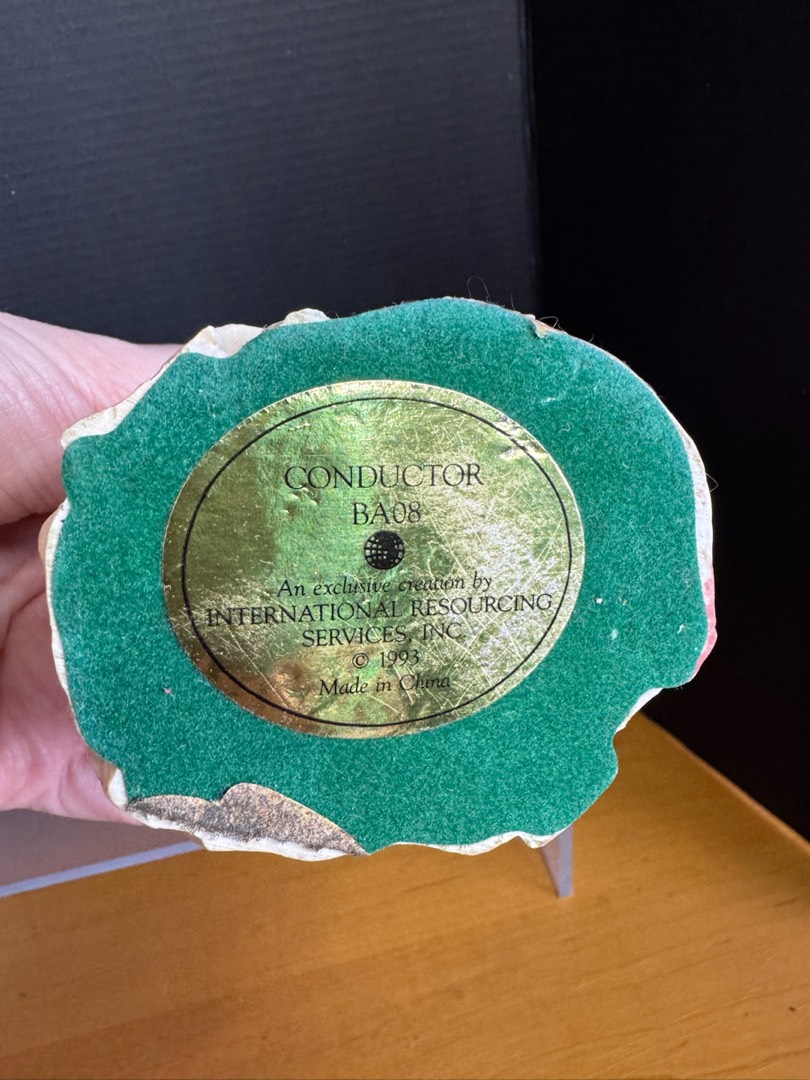 CONDUCTOR
BA08
An exclusive creation by
INTERNATIONAL RESOURCING
SERVICES, INC.
© 1993
Made in China